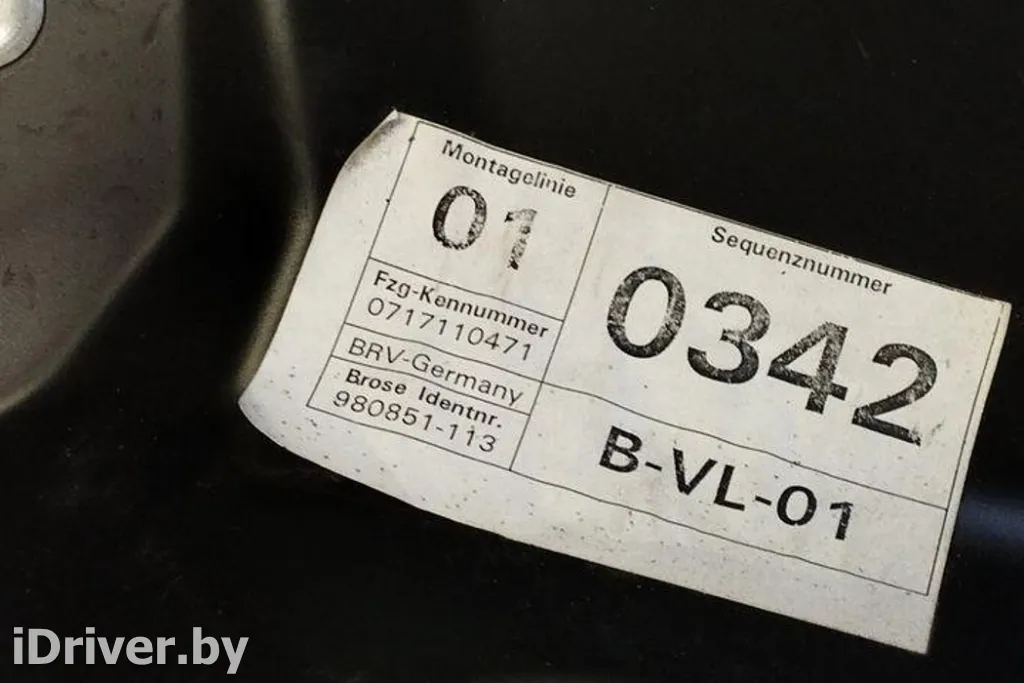 Montagelinie
01
Fzg-Kennummer
0717110471
BRV-Germany
Brose Identnr.
980851-113
Sequenznummer
0342
B-VL-01
iDriver.by